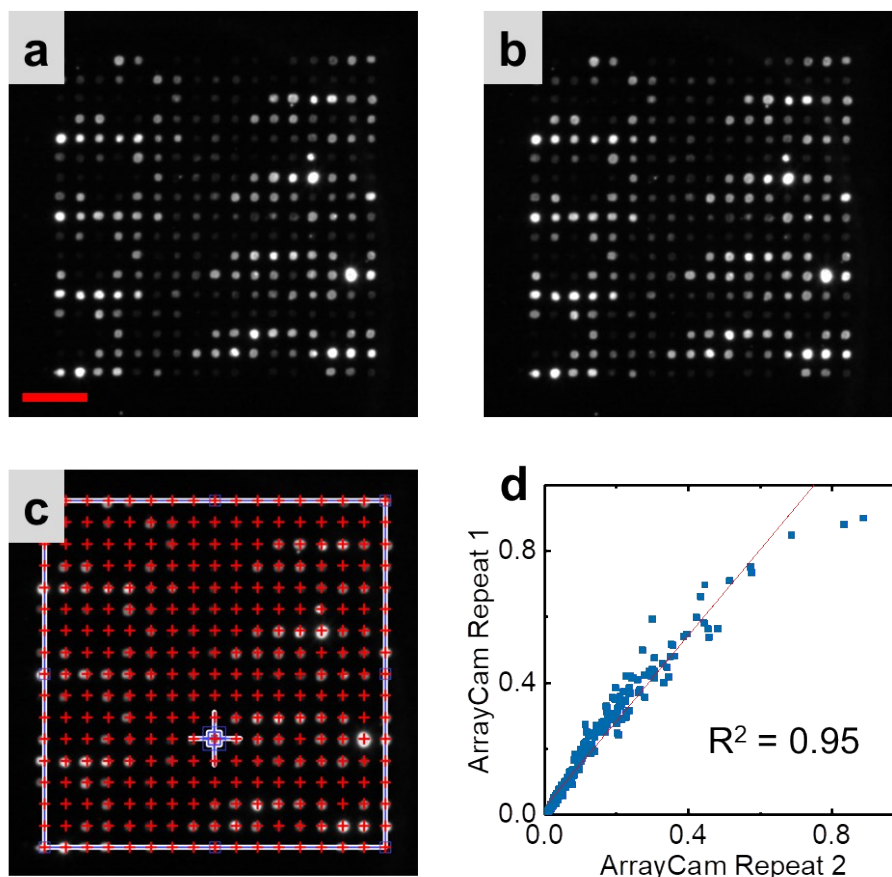 a
b
c
d
ArrayCam Repeat 1
0.8
0.4
0.0
R² = 0.95
0.0
0.4
0.8
ArrayCam Repeat 2